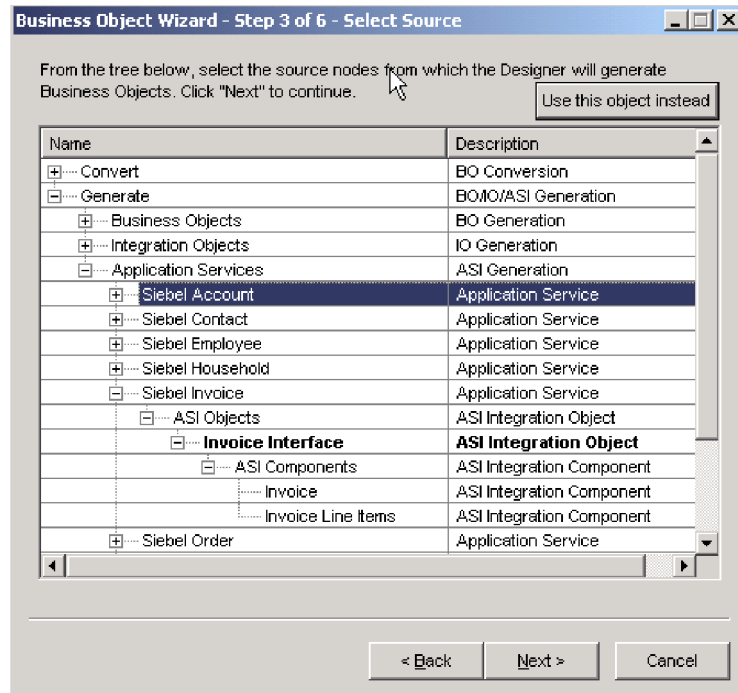 Business Object Wizard - Step 3 of 6 - Select Source
From the tree below, select the source nodes from which the Designer will generate
Business Objects. Click "Next" to continue.
Use this object instead
Name Description
Convert BO Conversion
Generate BO/IO/ASI Generation
Business Objects BO Generation
Integration Objects IO Generation
Application Services ASI Generation
Siebel Account Application Service
Siebel Contact Application Service
Siebel Employee Application Service
Siebel Household Application Service
Siebel Invoice Application Service
ASI Objects ASI Integration Object
Invoice Interface ASI Integration Object
ASI Components ASI Integration Component
Invoice ASI Integration Component
Invoice Line Items ASI Integration Component
Siebel Order Application Service
< Back Next > Cancel